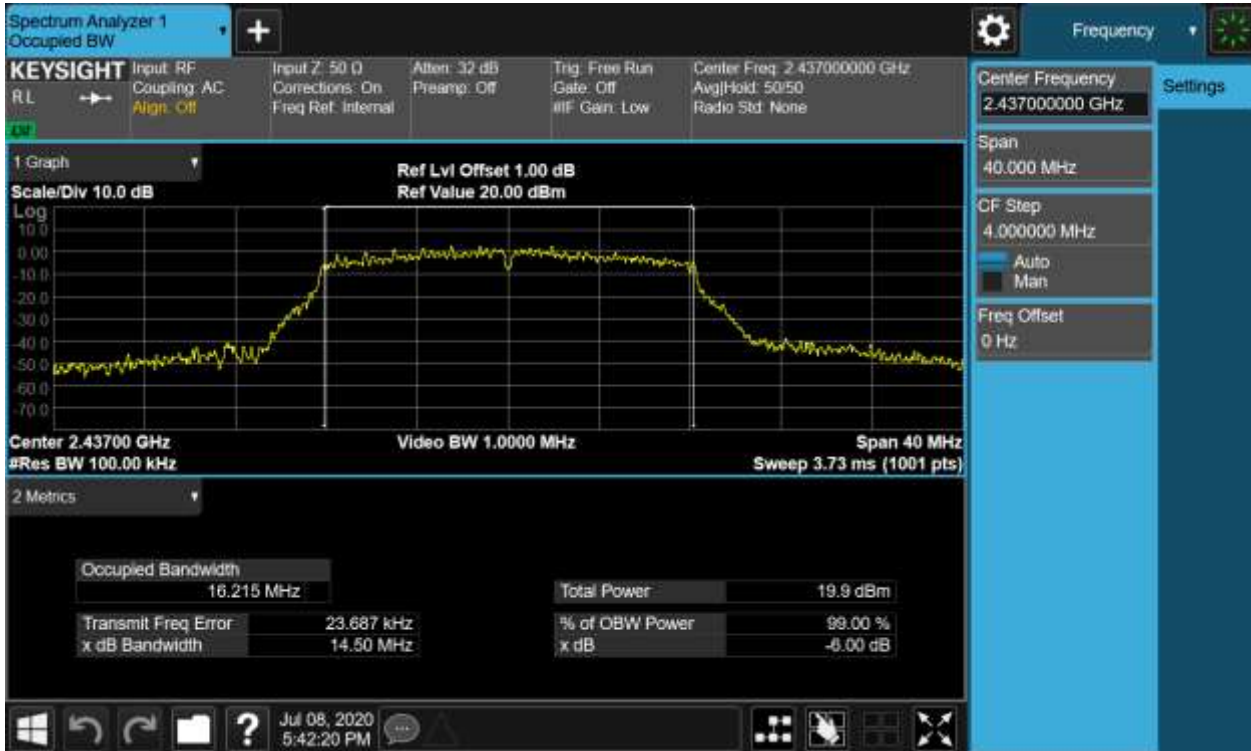 Spectrum Analyzer 1
Occupied BW
+
Frequency
KEYSIGHT
RL
Input: RF
Coupling: AC
Align: Off
Input Z: 50 Ω
Corrections: On
Freq Ref: Internal
Atten: 32 dB
Preamp: Off
Trig: Free Run
Gate: Off
#IF Gain: Low
Center Freq: 2.437000000 GHz
Avg|Hold: 50/50
Radio Std: None
Center Frequency
2.437000000 GHz
Settings
Span
40.000 MHz
CF Step
4.000000 MHz
Auto
Man
Freq Offset
0 Hz
1 Graph
Scale/Div 10.0 dB
Ref Lvl Offset 1.00 dB
Ref Value 20.00 dBm
Log
10.0
0.00
-10.0
-20.0
-30.0
-40.0
-50.0
-60.0
-70.0
Center 2.43700 GHz
Video BW 1.0000 MHz
Span 40 MHz
#Res BW 100.00 kHz
Sweep 3.73 ms (1001 pts)
2 Metrics
Occupied Bandwidth
16.215 MHz
Total Power 19.9 dBm
Transmit Freq Error 23.687 kHz
% of OBW Power 99.00 %
x dB Bandwidth 14.50 MHz
x dB -6.00 dB
?
Jul 08, 2020
5:42:20 PM